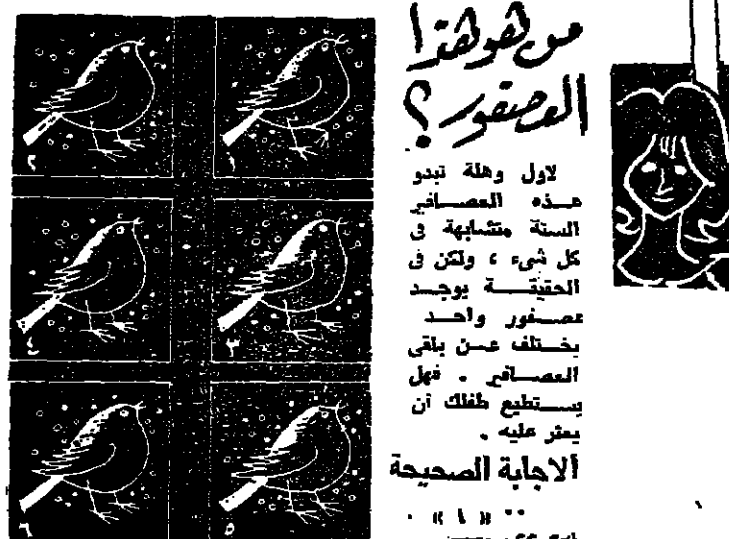 من هو هذا
العصفور ؟
لاول وهلة تبدو
هذه العصافير
الستة متشابهة فى
كل شىء ، ولكن فى
الحقيقة يوجد
عصفور واحد
يختلف عن باقى
العصافير . فهل
يستطيع طفلك أن
يعثر عليه .
الاجابة الصحيحة
٢
٤
٣
٦
٥